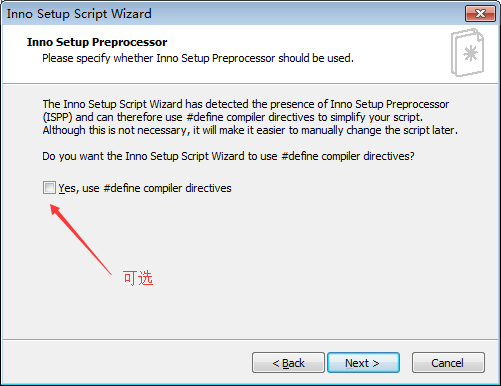 Inno Setup Script Wizard
Inno Setup Preprocessor
Please specify whether Inno Setup Preprocessor should be used.
The Inno Setup Script Wizard has detected the presence of Inno Setup Preprocessor
(ISPP) and can therefore use #define compiler directives to simplify your script.
Although this is not necessary, it will make it easier to manually change the script later.
Do you want the Inno Setup Script Wizard to use #define compiler directives?
Yes, use #define compiler directives
可选
< Back
Next >
Cancel